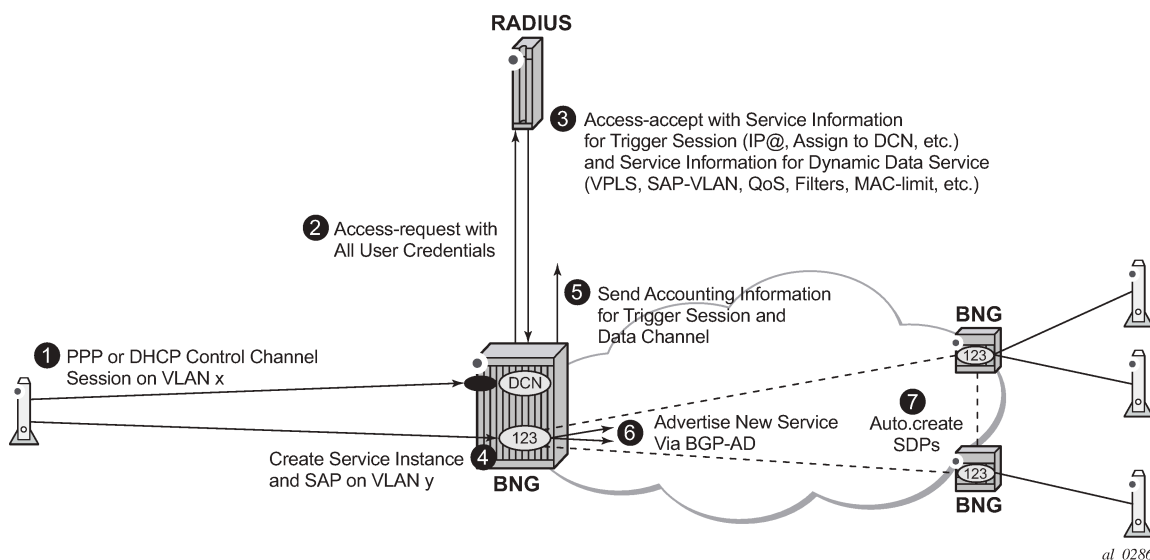 RADIUS
3 Access-accept with Service Information
for Trigger Session (IP@, Assign to DCN, etc.)
and Service Information for Dynamic Data Service
(VPLS, SAP-VLAN, QoS, Filters, MAC-limit, etc.)
2 Access-request with
All User Credentials
5 Send Accounting Information
for Trigger Session and
Data Channel
1 PPP or DHCP Control Channel
Session on VLAN x
DCN
123
4 Create Service Instance
and SAP on VLAN y
BNG
6 Advertise New Service
Via BGP-AD
BNG
123
7
Auto.create
SDPs
123
BNG
al_0286